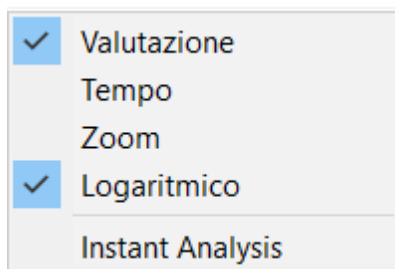 Valutazione
Tempo
Zoom
Logaritmico
Instant Analysis